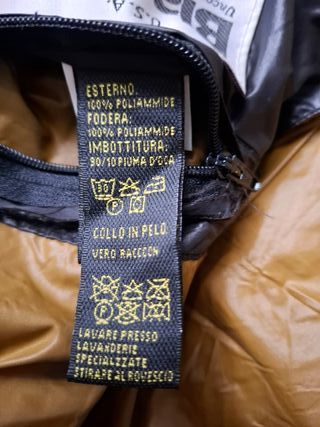 U.S.A.
ESTERNO:
100% POLIAMMIDE
FODERA:
100% POLIAMMIDE
IMBOTTITURA:
90/10 PIUMA D'OCA
30
P
COLLO IN PELO:
VERO RACCOON
LAVARE PRESSO
LAVANDERIE
SPECIALIZZATE
STIRARE AL ROVESCIO